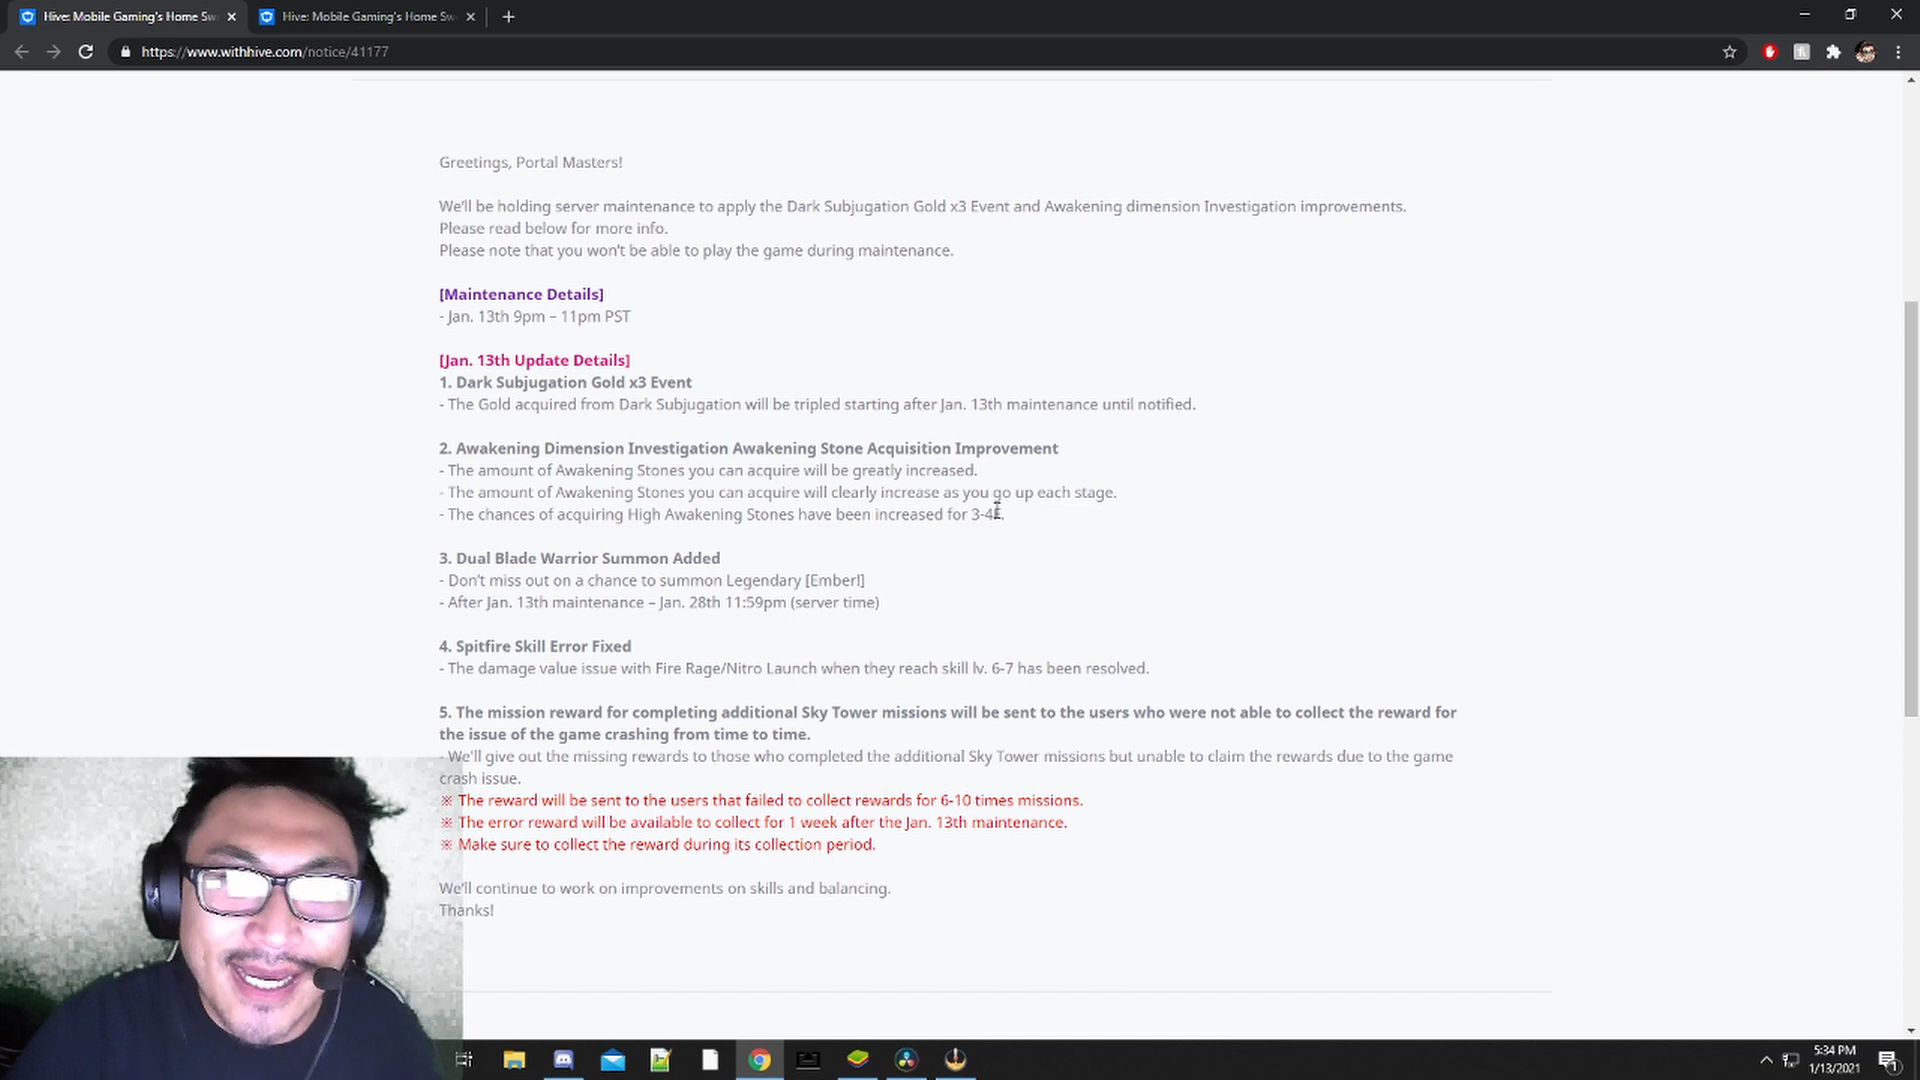 Hive: Mobile Gaming's Home Sw
Hive: Mobile Gaming's Home Sw
https://www.withhive.com/notice/41177
Greetings, Portal Masters!
We'll be holding server maintenance to apply the Dark Subjugation Gold x3 Event and Awakening dimension Investigation improvements.
Please read below for more info.
Please note that you won't be able to play the game during maintenance.
[Maintenance Details]
- Jan. 13th 9pm – 11pm PST
[Jan. 13th Update Details]
1. Dark Subjugation Gold x3 Event
- The Gold acquired from Dark Subjugation will be tripled starting after Jan. 13th maintenance until notified.
2. Awakening Dimension Investigation Awakening Stone Acquisition Improvement
- The amount of Awakening Stones you can acquire will be greatly increased.
- The amount of Awakening Stones you can acquire will clearly increase as you go up each stage.
- The chances of acquiring High Awakening Stones have been increased for
3. Dual Blade Warrior Summon Added
- Don't miss out on a chance to summon Legendary [Ember!]
- After Jan. 13th maintenance – Jan. 28th 11:59pm (server time)
4. Spitfire Skill Error Fixed
- The damage value issue with Fire Rage/Nitro Launch when they reach skill lv. 6-7 has been resolved.
5. The mission reward for completing additional Sky Tower missions will be sent to the users who were not able to collect the reward for
the issue of the game crashing from time to time.
- We'll give out the missing rewards to those who completed the additional Sky Tower missions but unable to claim the rewards due to the game
crash issue.
※ The reward will be sent to the users that failed to collect rewards for 6-10 times missions.
※ The error reward will be available to collect for 1 week after the Jan. 13th maintenance.
※ Make sure to collect the reward during its collection period.
We'll continue to work on improvements on skills and balancing.
Thanks!
5:34 PM
1/13/2021